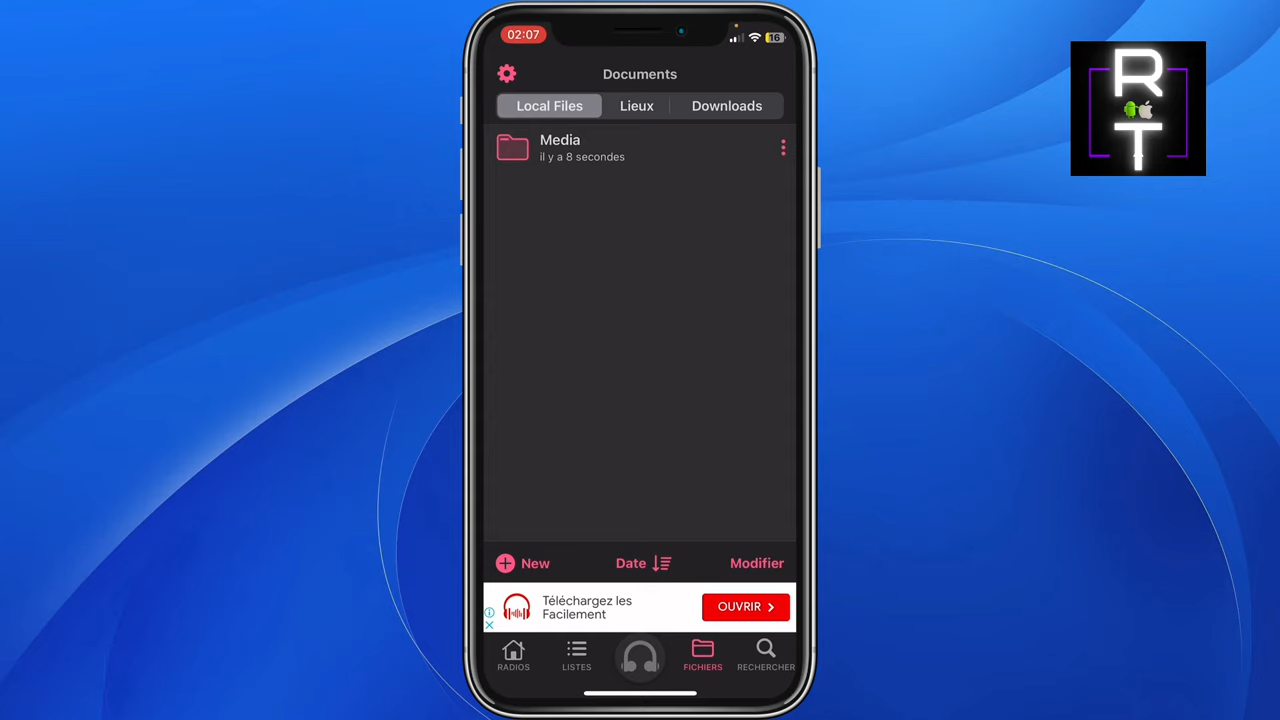 02:07
16
Documents
Local Files
Lieux
Downloads
Media
il y a 8 secondes
New
Date
Modifier
Téléchargez les
Facilement
OUVRIR
RADIOS
LISTES
FICHIERS
RECHERCHER
R
T